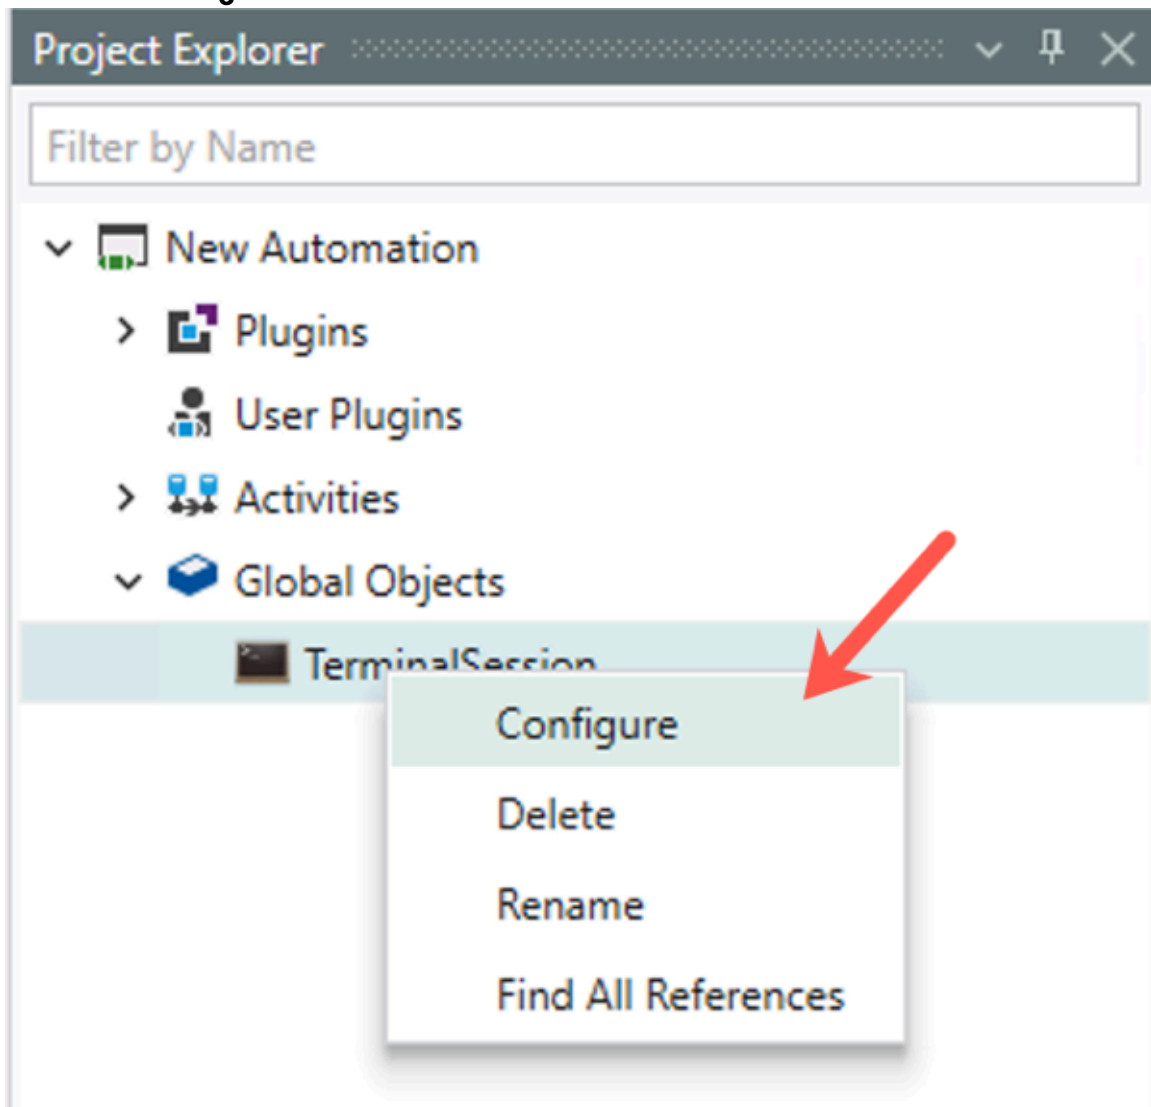 Project Explorer
Filter by Name
New Automation
Plugins
User Plugins
Activities
Global Objects
TerminalSession
Configure
Delete
Rename
Find All References